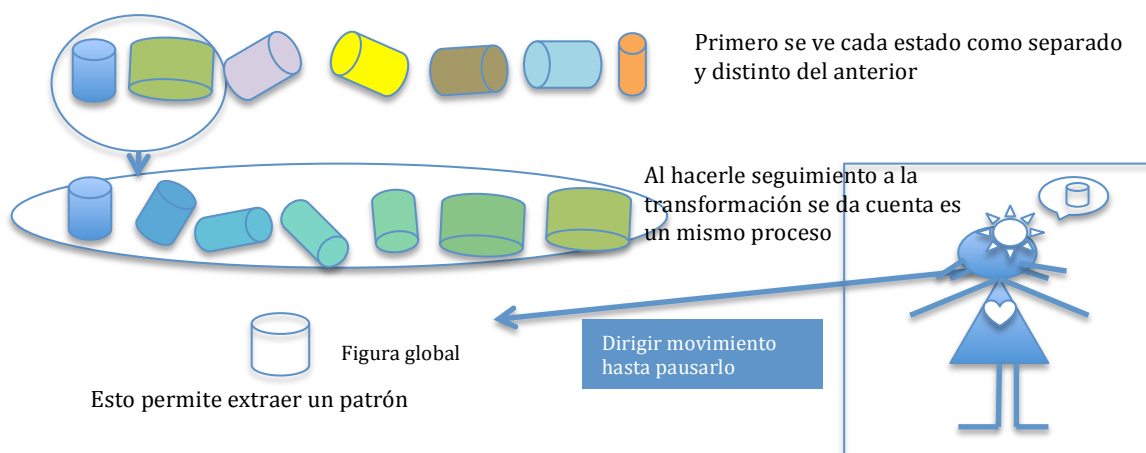 Primero se ve cada estado como separado
y distinto del anterior
Al hacerle seguimiento a la
transformación se da cuenta es
un mismo proceso
Dirigir movimiento
hasta pausarlo
Figura global
Esto permite extraer un patrón